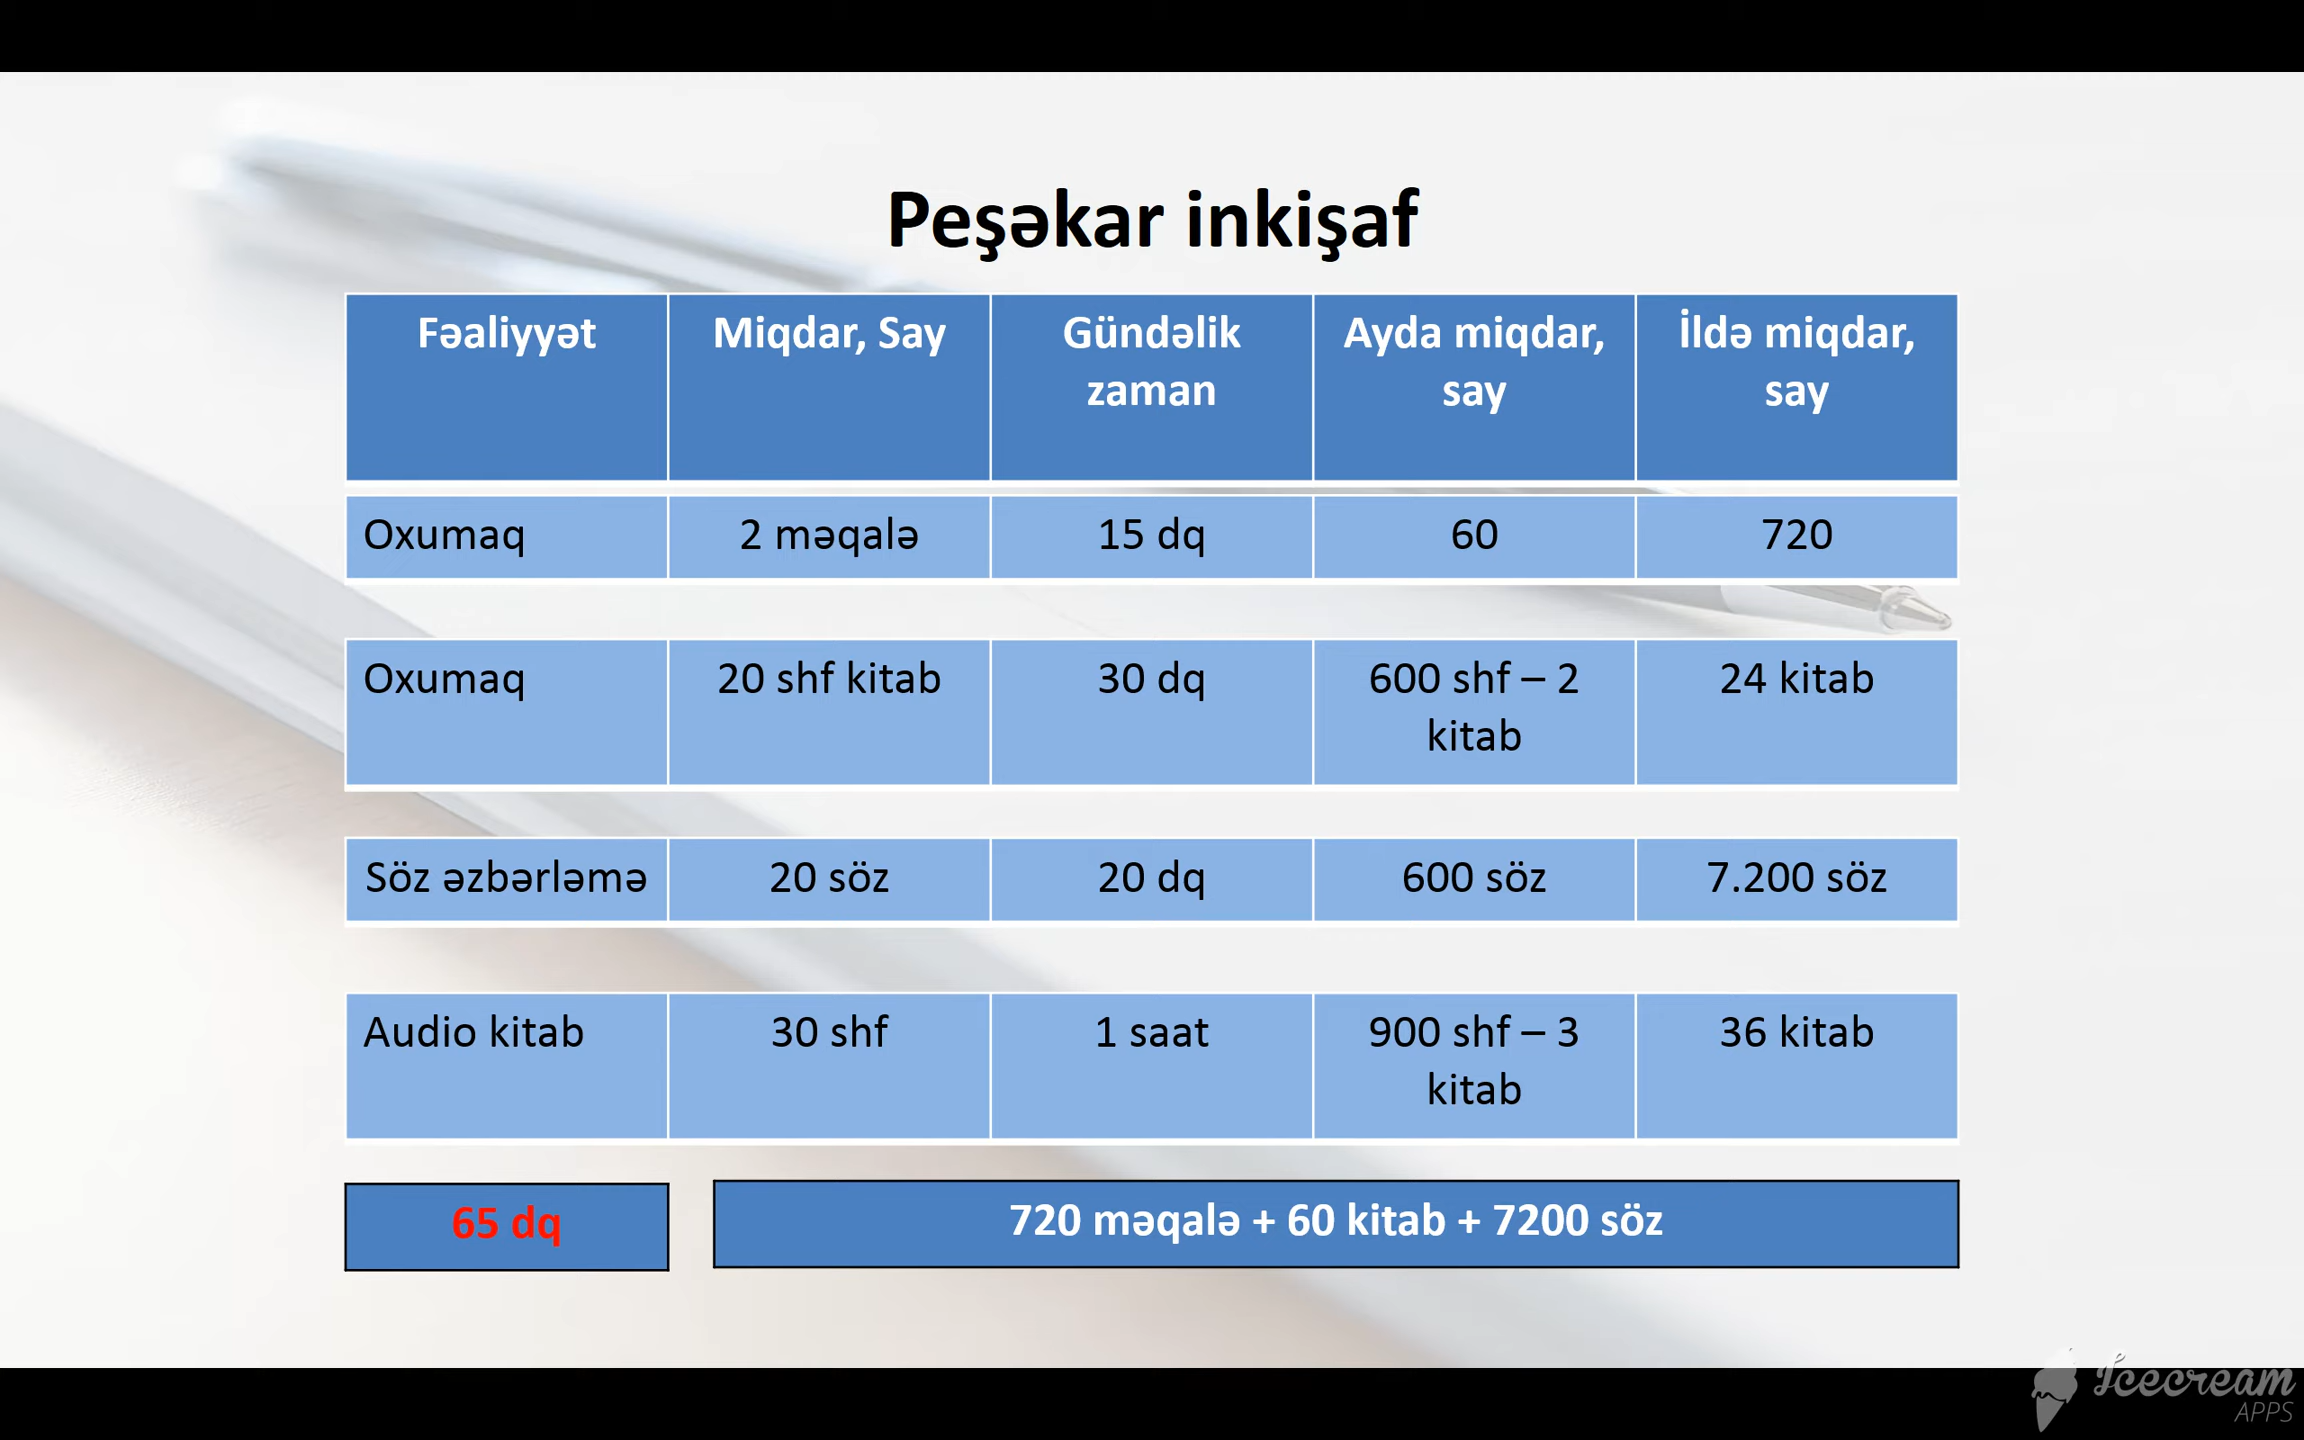 Peşəkar inkişaf
Fəaliyyət Miqdar, Say Gündəlik zaman Ayda miqdar, say İldə miqdar, say
Oxumaq 2 məqalə 15 dq 60 720
Oxumaq 20 shf kitab 30 dq 600 shf – 2 kitab 24 kitab
Söz əzbərləmə 20 söz 20 dq 600 söz 7.200 söz
Audio kitab 30 shf 1 saat 900 shf – 3 kitab 36 kitab
65 dq 720 məqalə + 60 kitab + 7200 söz
Icecream
APPS